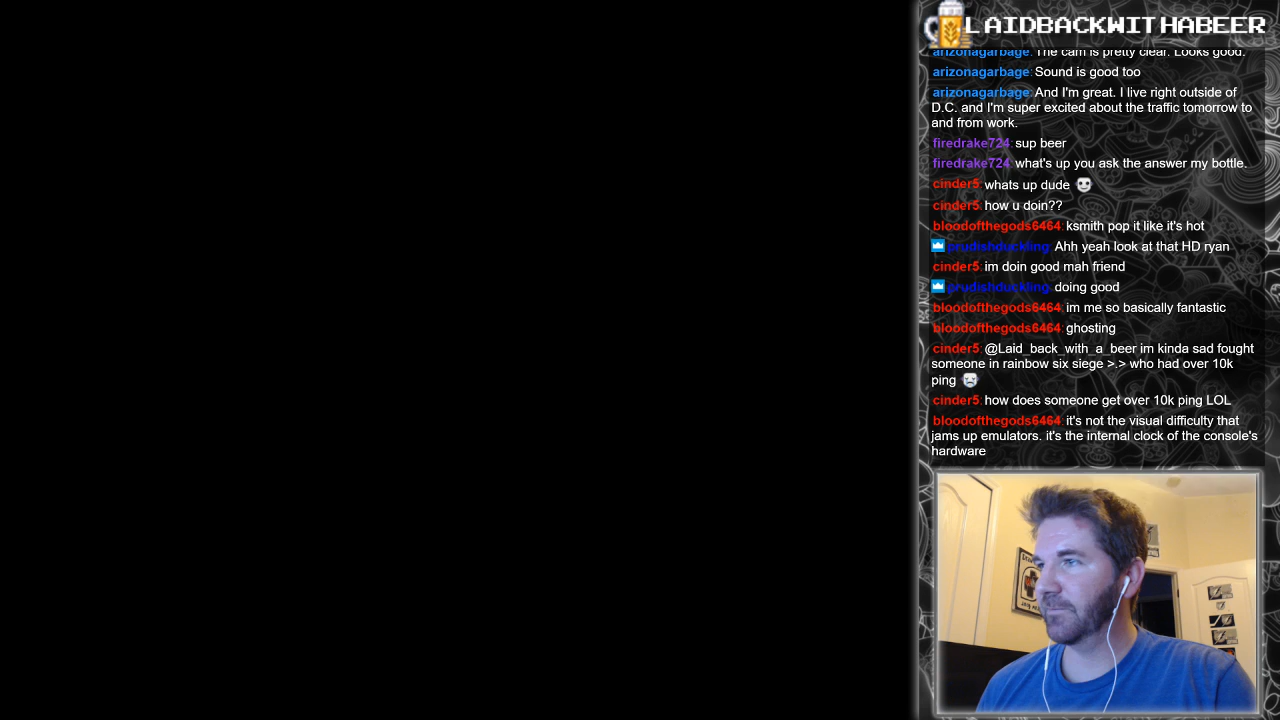 LAIDBACKWITHABEER
arizonagarbage: The cam is pretty clear. Looks good.
arizonagarbage: Sound is good too
arizonagarbage: And I'm great. I live right outside of
D.C. and I'm super excited about the traffic tomorrow to
and from work.
firedrake724: sup beer
firedrake724: what's up you ask the answer my bottle.
cinder5: whats up dude
cinder5: how u doin??
bloodofthegods6464: ksmith pop it like it's hot
prudishduckling: Ahh yeah look at that HD ryan
cinder5: im doin good mah friend
prudishduckling: doing good
bloodofthegods6464: im me so basically fantastic
bloodofthegods6464: ghosting
cinder5: @Laid_back_with_a_beer im kinda sad fought
someone in rainbow six siege >.> who had over 10k
ping
cinder5: how does someone get over 10k ping LOL
bloodofthegods6464: it's not the visual difficulty that
jams up emulators. it's the internal clock of the console's
hardware